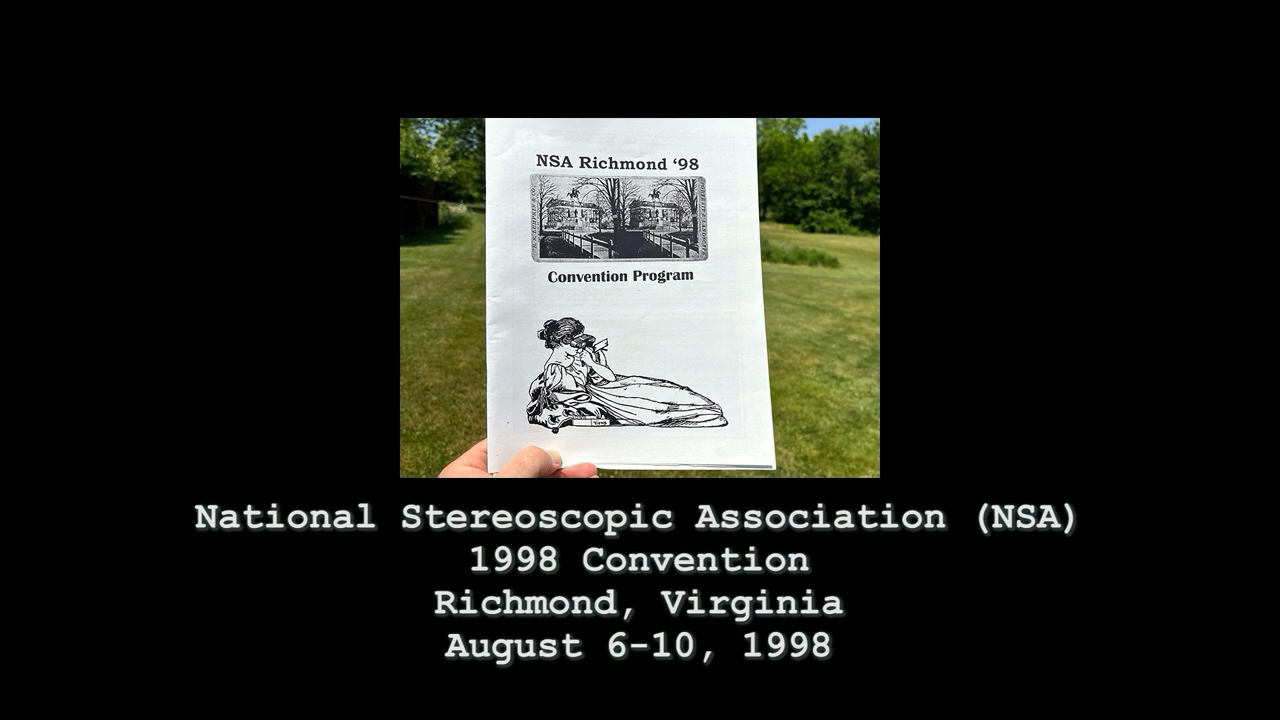 NSA Richmond ‘98
Convention Program
National Stereoscopic Association (NSA)
1998 Convention
Richmond, Virginia
August 6-10, 1998